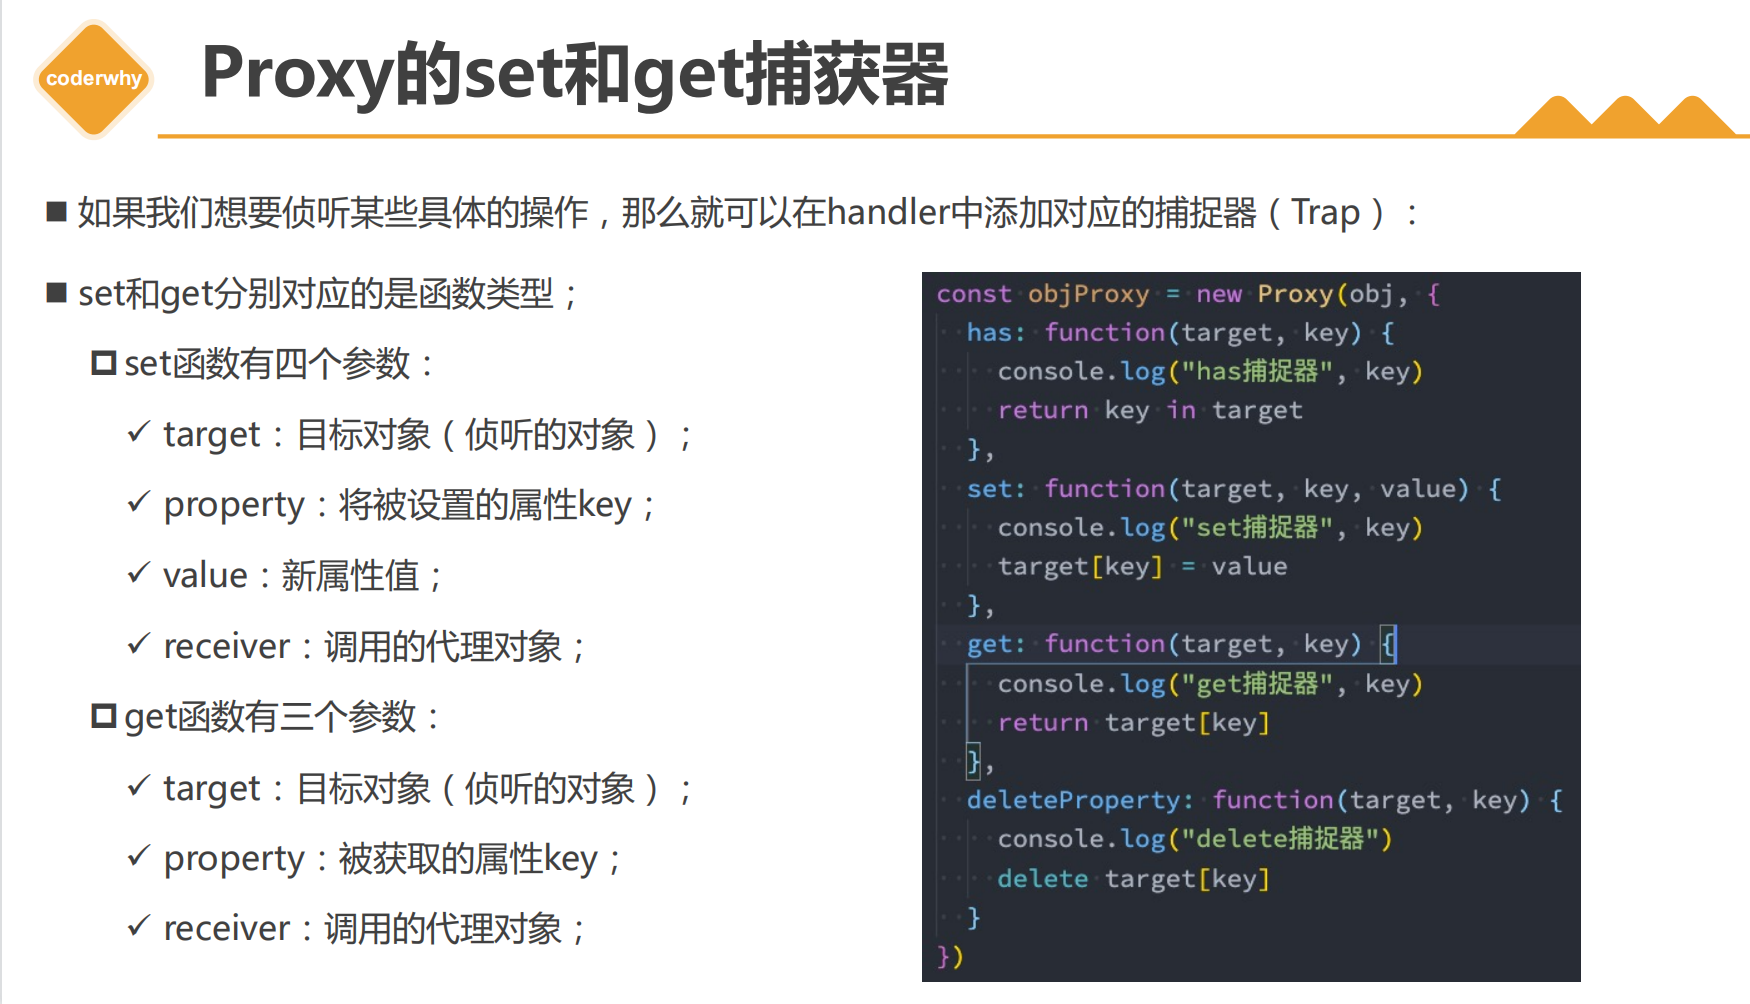 coderwhy
Proxy的set和get捕获器
如果我们想要侦听某些具体的操作，那么就可以在handler中添加对应的捕捉器（Trap）：
set和get分别对应的是函数类型；
set函数有四个参数：
target：目标对象（侦听的对象）；
property：将被设置的属性key；
value：新属性值；
receiver：调用的代理对象；
get函数有三个参数：
target：目标对象（侦听的对象）；
property：被获取的属性key；
receiver：调用的代理对象；
const objProxy = new Proxy(obj, {
  has: function(target, key) {
    console.log("has捕捉器", key)
    return key in target
  },
  set: function(target, key, value) {
    console.log("set捕捉器", key)
    target[key] = value
  },
  get: function(target, key) {
    console.log("get捕捉器", key)
    return target[key]
  },
  deleteProperty: function(target, key) {
    console.log("delete捕捉器")
    delete target[key]
  }
})